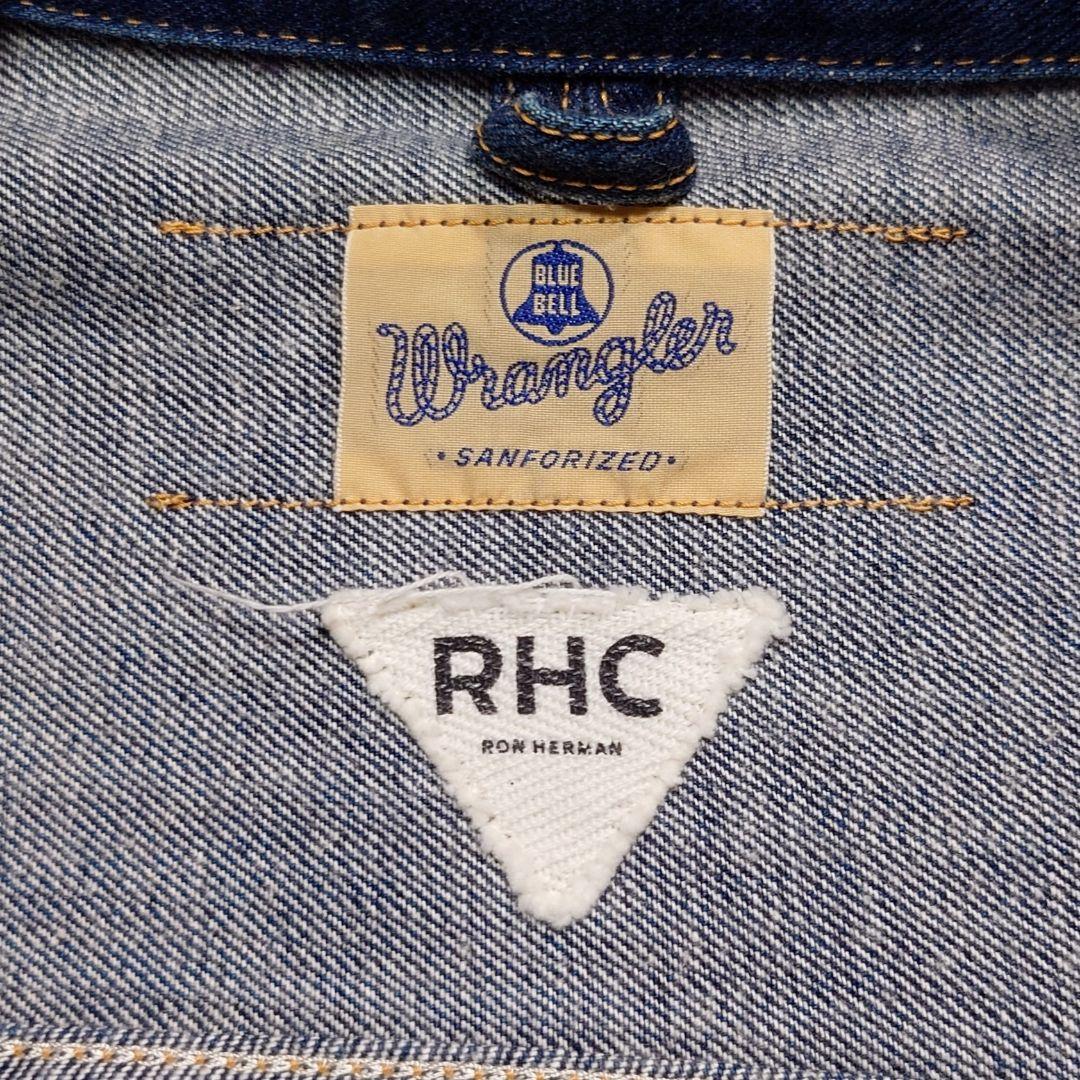 BLUE
BELL
Wrangler
• SANFORIZED •
RHC
RON HERMAN